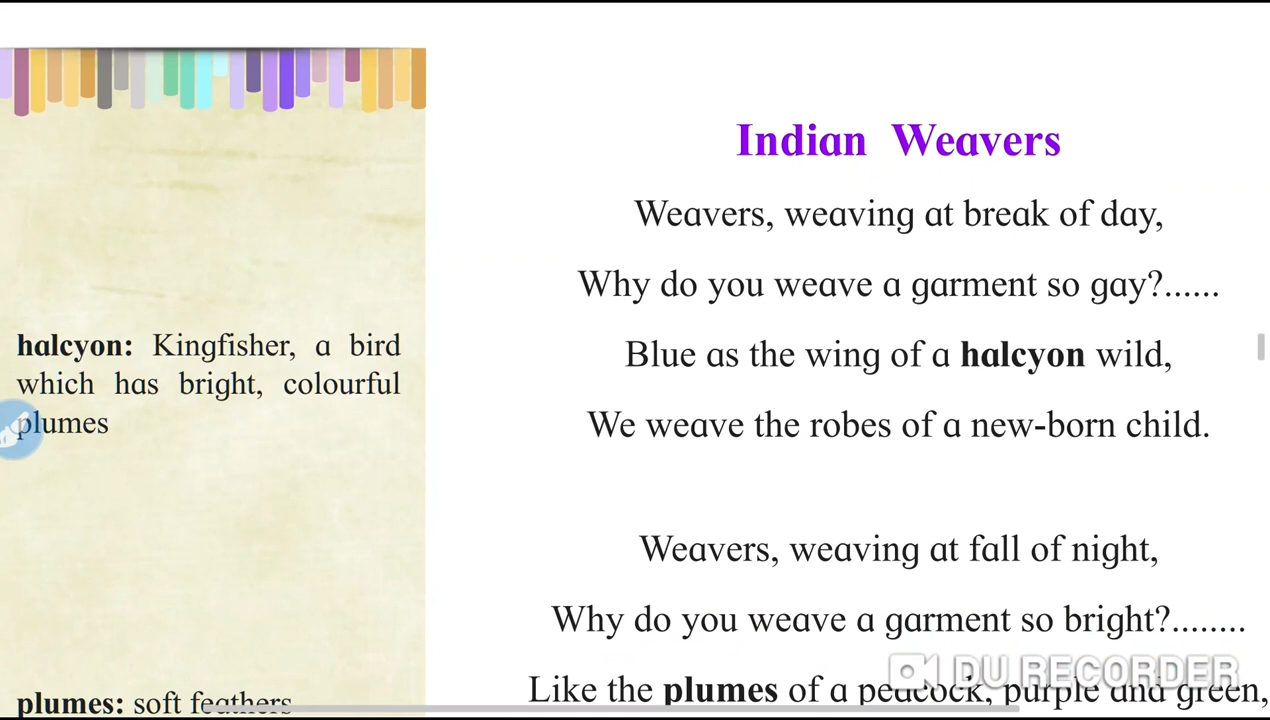 Indian Weavers
Weavers, weaving at break of day,
Why do you weave a garment so gay?......
Blue as the wing of a halcyon wild,
We weave the robes of a new-born child.
halcyon: Kingfisher, a bird
which has bright, colourful
plumes
Weavers, weaving at fall of night,
Why do you weave a garment so bright?........
Like the plumes of a peacock, purple and green,
plumes: soft feathers
DU RECORDER